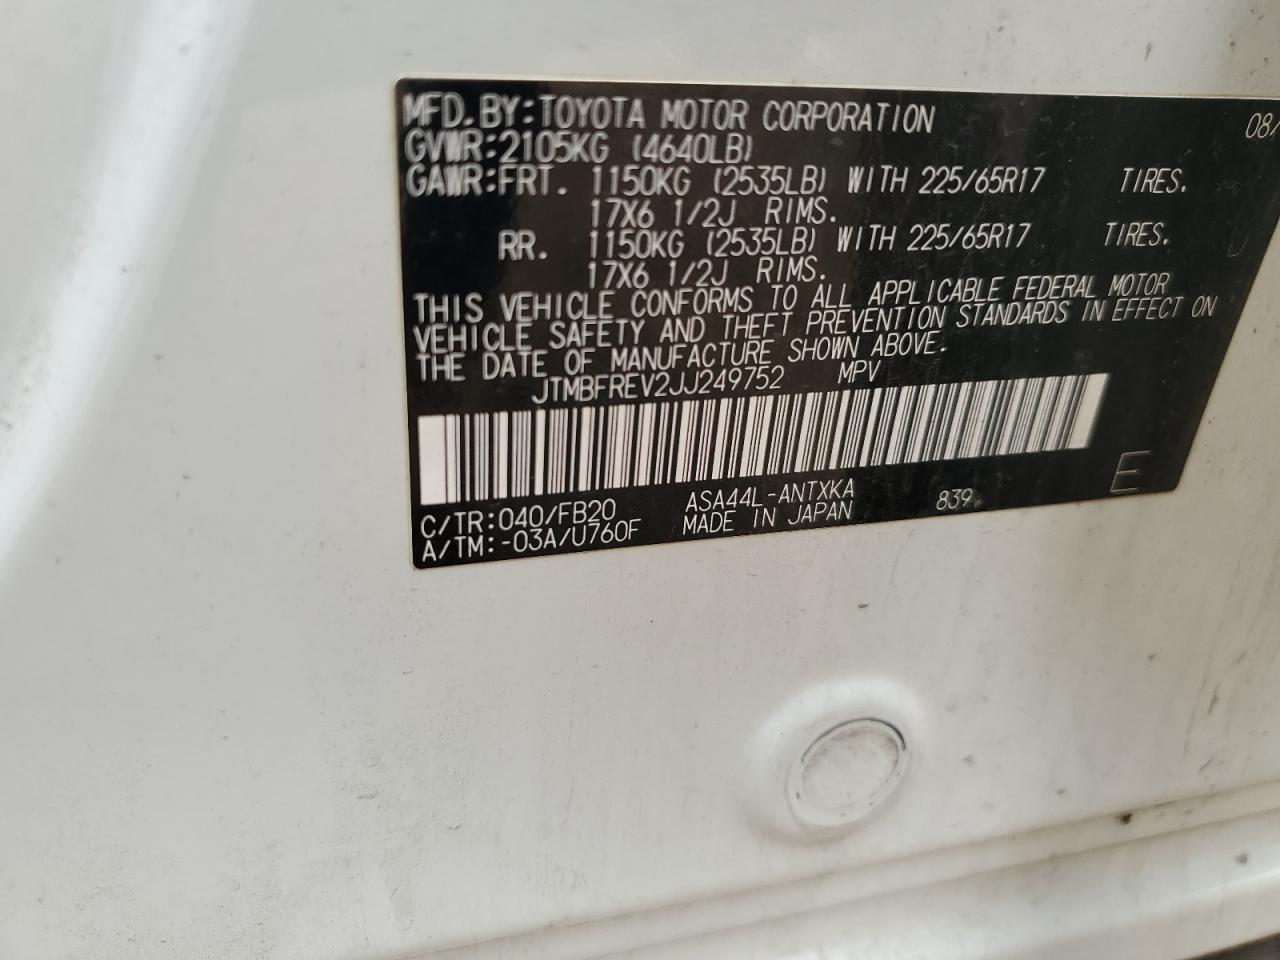 MFD. BY: TOYOTA MOTOR CORPORATION 08/
GVWR: 2105KG (4640LB)
GAWR: FRT. 1150KG (2535LB) WITH 225/65R17 TIRES.
17X6 1/2J RIMS.
RR. 1150KG (2535LB) WITH 225/65R17 TIRES.
17X6 1/2J RIMS.
THIS VEHICLE CONFORMS TO ALL APPLICABLE FEDERAL MOTOR
VEHICLE SAFETY AND THEFT PREVENTION STANDARDS IN EFFECT ON
THE DATE OF MANUFACTURE SHOWN ABOVE.
JTMBFREV2JJ249752 MPV
C/TR: 040/FB20 ASA44L-ANTXKA 839 E
A/TM: -03A/U760F MADE IN JAPAN